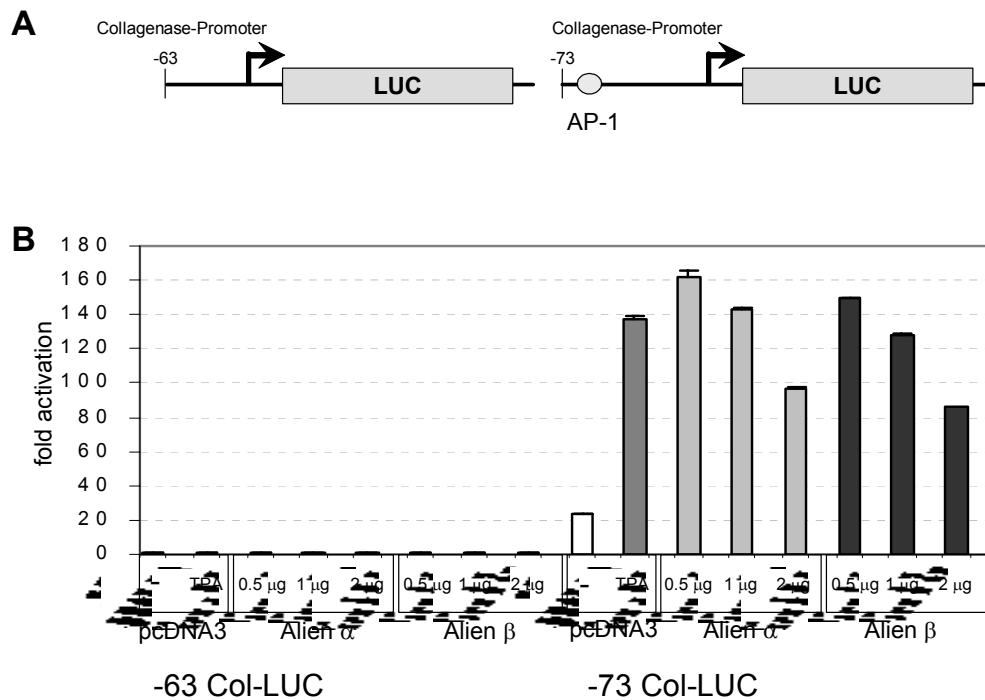 A
Collagenase-Promoter
-63
LUC
Collagenase-Promoter
-73
LUC
AP-1
B
fold activation
180
160
140
120
100
80
60
40
20
0
- TPA 0.5 µg 1 µg 2 µg 0.5 µg 1 µg 2 µg - TPA 0.5 µg 1 µg 2 µg 0.5 µg 1 µg 2 µg
pcDNA3 Alien α Alien β pcDNA3 Alien α Alien β
-63 Col-LUC -73 Col-LUC